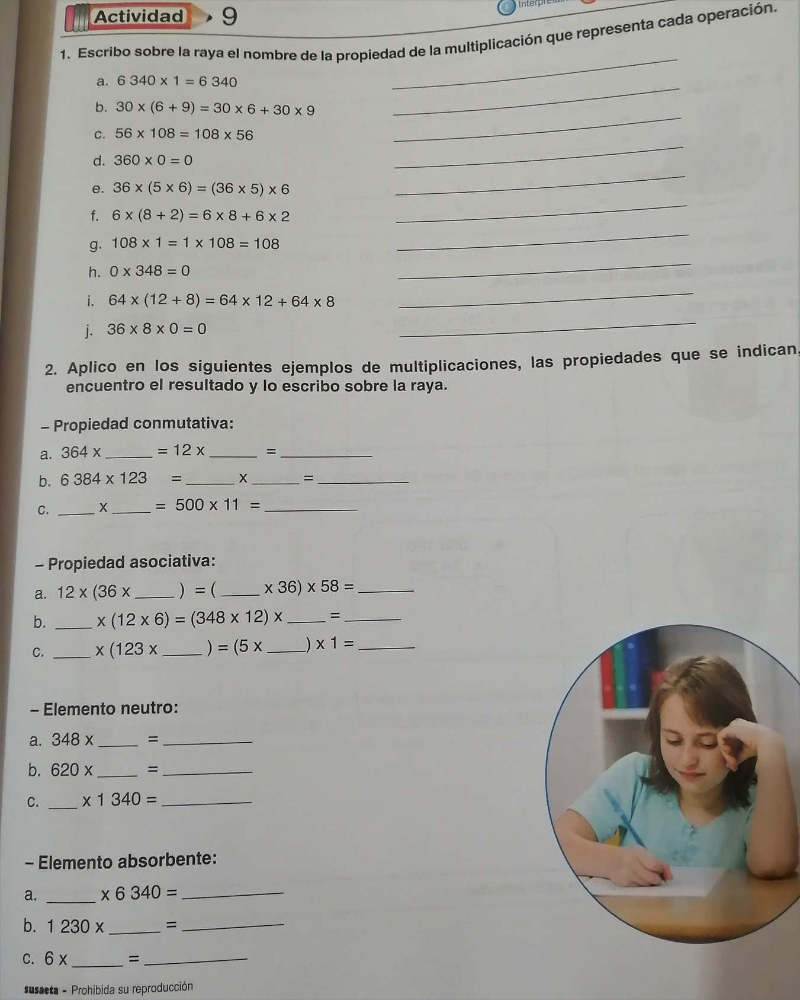 Actividad 9
1. Escribo sobre la raya el nombre de la propiedad de la multiplicación que representa cada operación.
a. 6 340 x 1 = 6 340 ____
b. 30 x (6 + 9) = 30 x 6 + 30 x 9 ____
c. 56 x 108 = 108 x 56 ____
d. 360 x 0 = 0 ____
e. 36 x (5 x 6) = (36 x 5) x 6 ____
f. 6 x (8 + 2) = 6 x 8 + 6 x 2 ____
g. 108 x 1 = 1 x 108 = 108 ____
h. 0 x 348 = 0 ____
i. 64 x (12 + 8) = 64 x 12 + 64 x 8 ____
j. 36 x 8 x 0 = 0 ____
2. Aplico en los siguientes ejemplos de multiplicaciones, las propiedades que se indican,
encuentro el resultado y lo escribo sobre la raya.
– Propiedad conmutativa:
a. 364 x ____ = 12 x ____ = ____
b. 6 384 x 123 = ____ x ____ = ____
c. ____ x ____ = 500 x 11 = ____
– Propiedad asociativa:
a. 12 x (36 x ____ ) = ( ____ x 36) x 58 = ____
b. ____ x (12 x 6) = (348 x 12) x ____ = ____
c. ____ x (123 x ____ ) = (5 x ____) x 1 = ____
– Elemento neutro:
a. 348 x ____ = ____
b. 620 x ____ = ____
c. ____ x 1 340 = ____
– Elemento absorbente:
a. ____ x 6 340 = ____
b. 1 230 x ____ = ____
c. 6 x ____ = ____
susaeta - Prohibida su reproducción